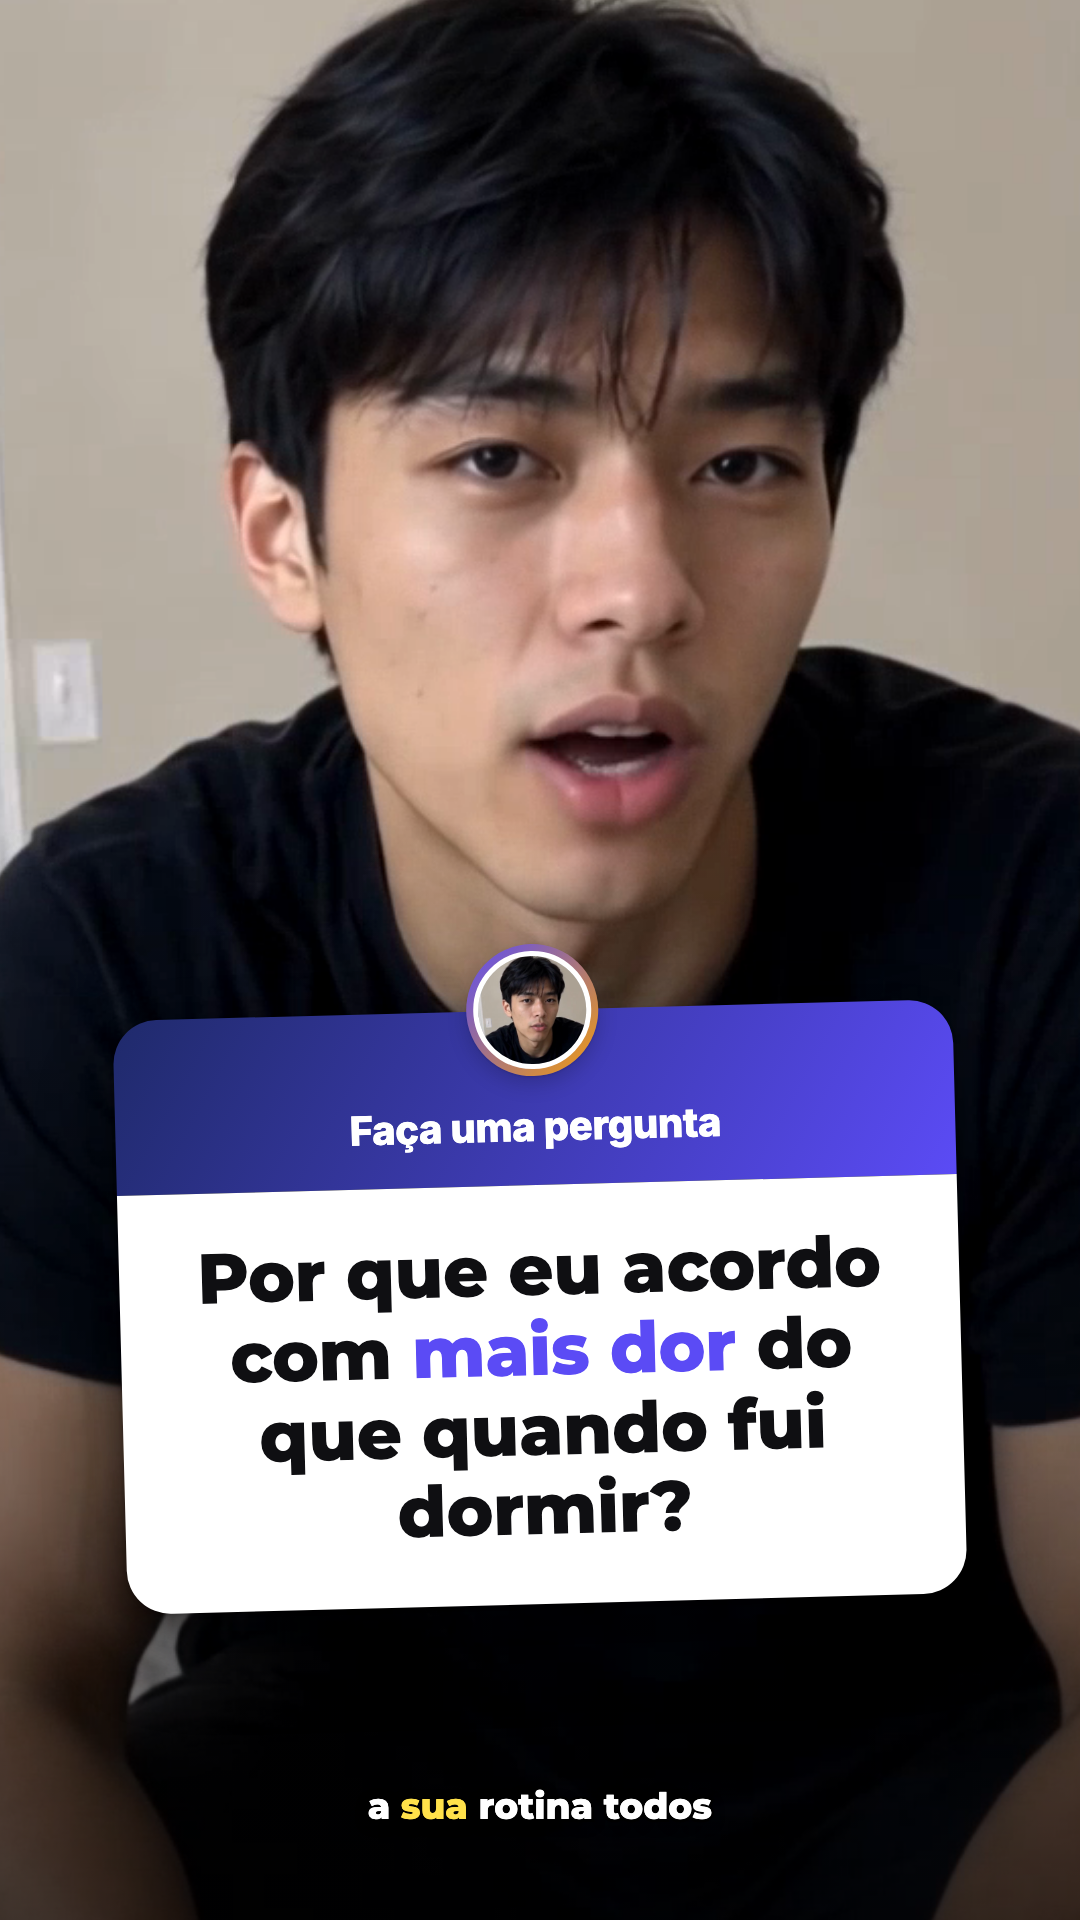 Faça uma pergunta
Por que eu acordo
com mais dor do
que quando fui
dormir?
a sua rotina todos